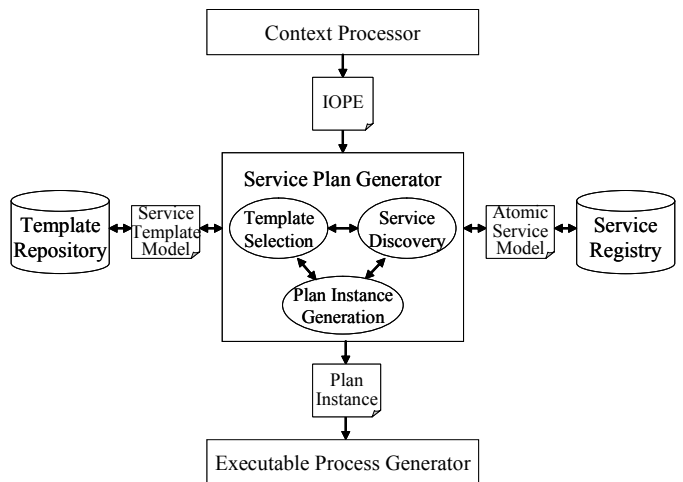 Context Processor
IOPE
Service Plan Generator
Template
Repository
Service
Template
Model
Template
Selection
Service
Discovery
Atomic
Service
Model
Service
Registry
Plan Instance
Generation
Plan
Instance
Executable Process Generator